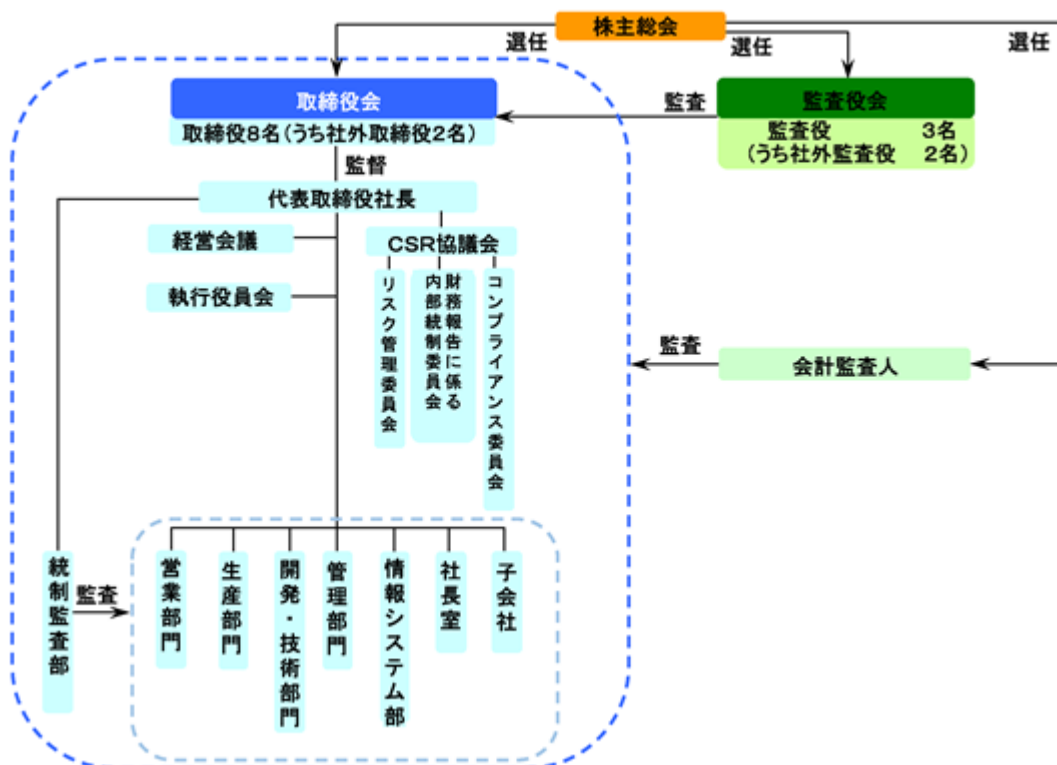 株主総会
選任
選任
選任
取締役会
取締役8名(うち社外取締役2名)
監査
監査役会
監査役 3名
(うち社外監査役 2名)
監督
代表取締役社長
経営会議
CSR協議会
執行役員会
リスク管理委員会
財務報告に係る
内部統制委員会
コンプライアンス委員会
監査
会計監査人
統制監査部
監査
営業部門
生産部門
開発・技術部門
管理部門
情報システム部
社長室
子会社